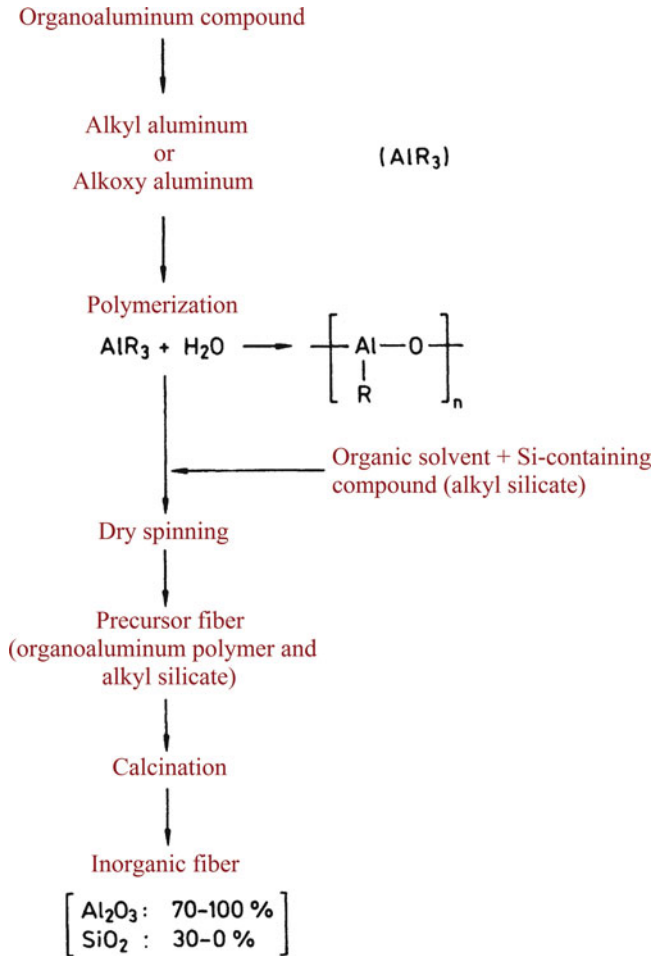 Organoaluminum compound
Alkyl aluminum
or
Alkoxy aluminum
(AlR₃)
Polymerization
AlR₃ + H₂O
Al—O
R
n
Organic solvent + Si-containing
compound (alkyl silicate)
Dry spinning
Precursor fiber
(organoaluminum polymer and
alkyl silicate)
Calcination
Inorganic fiber
Al₂O₃: 70-100 %
SiO₂ : 30-0 %